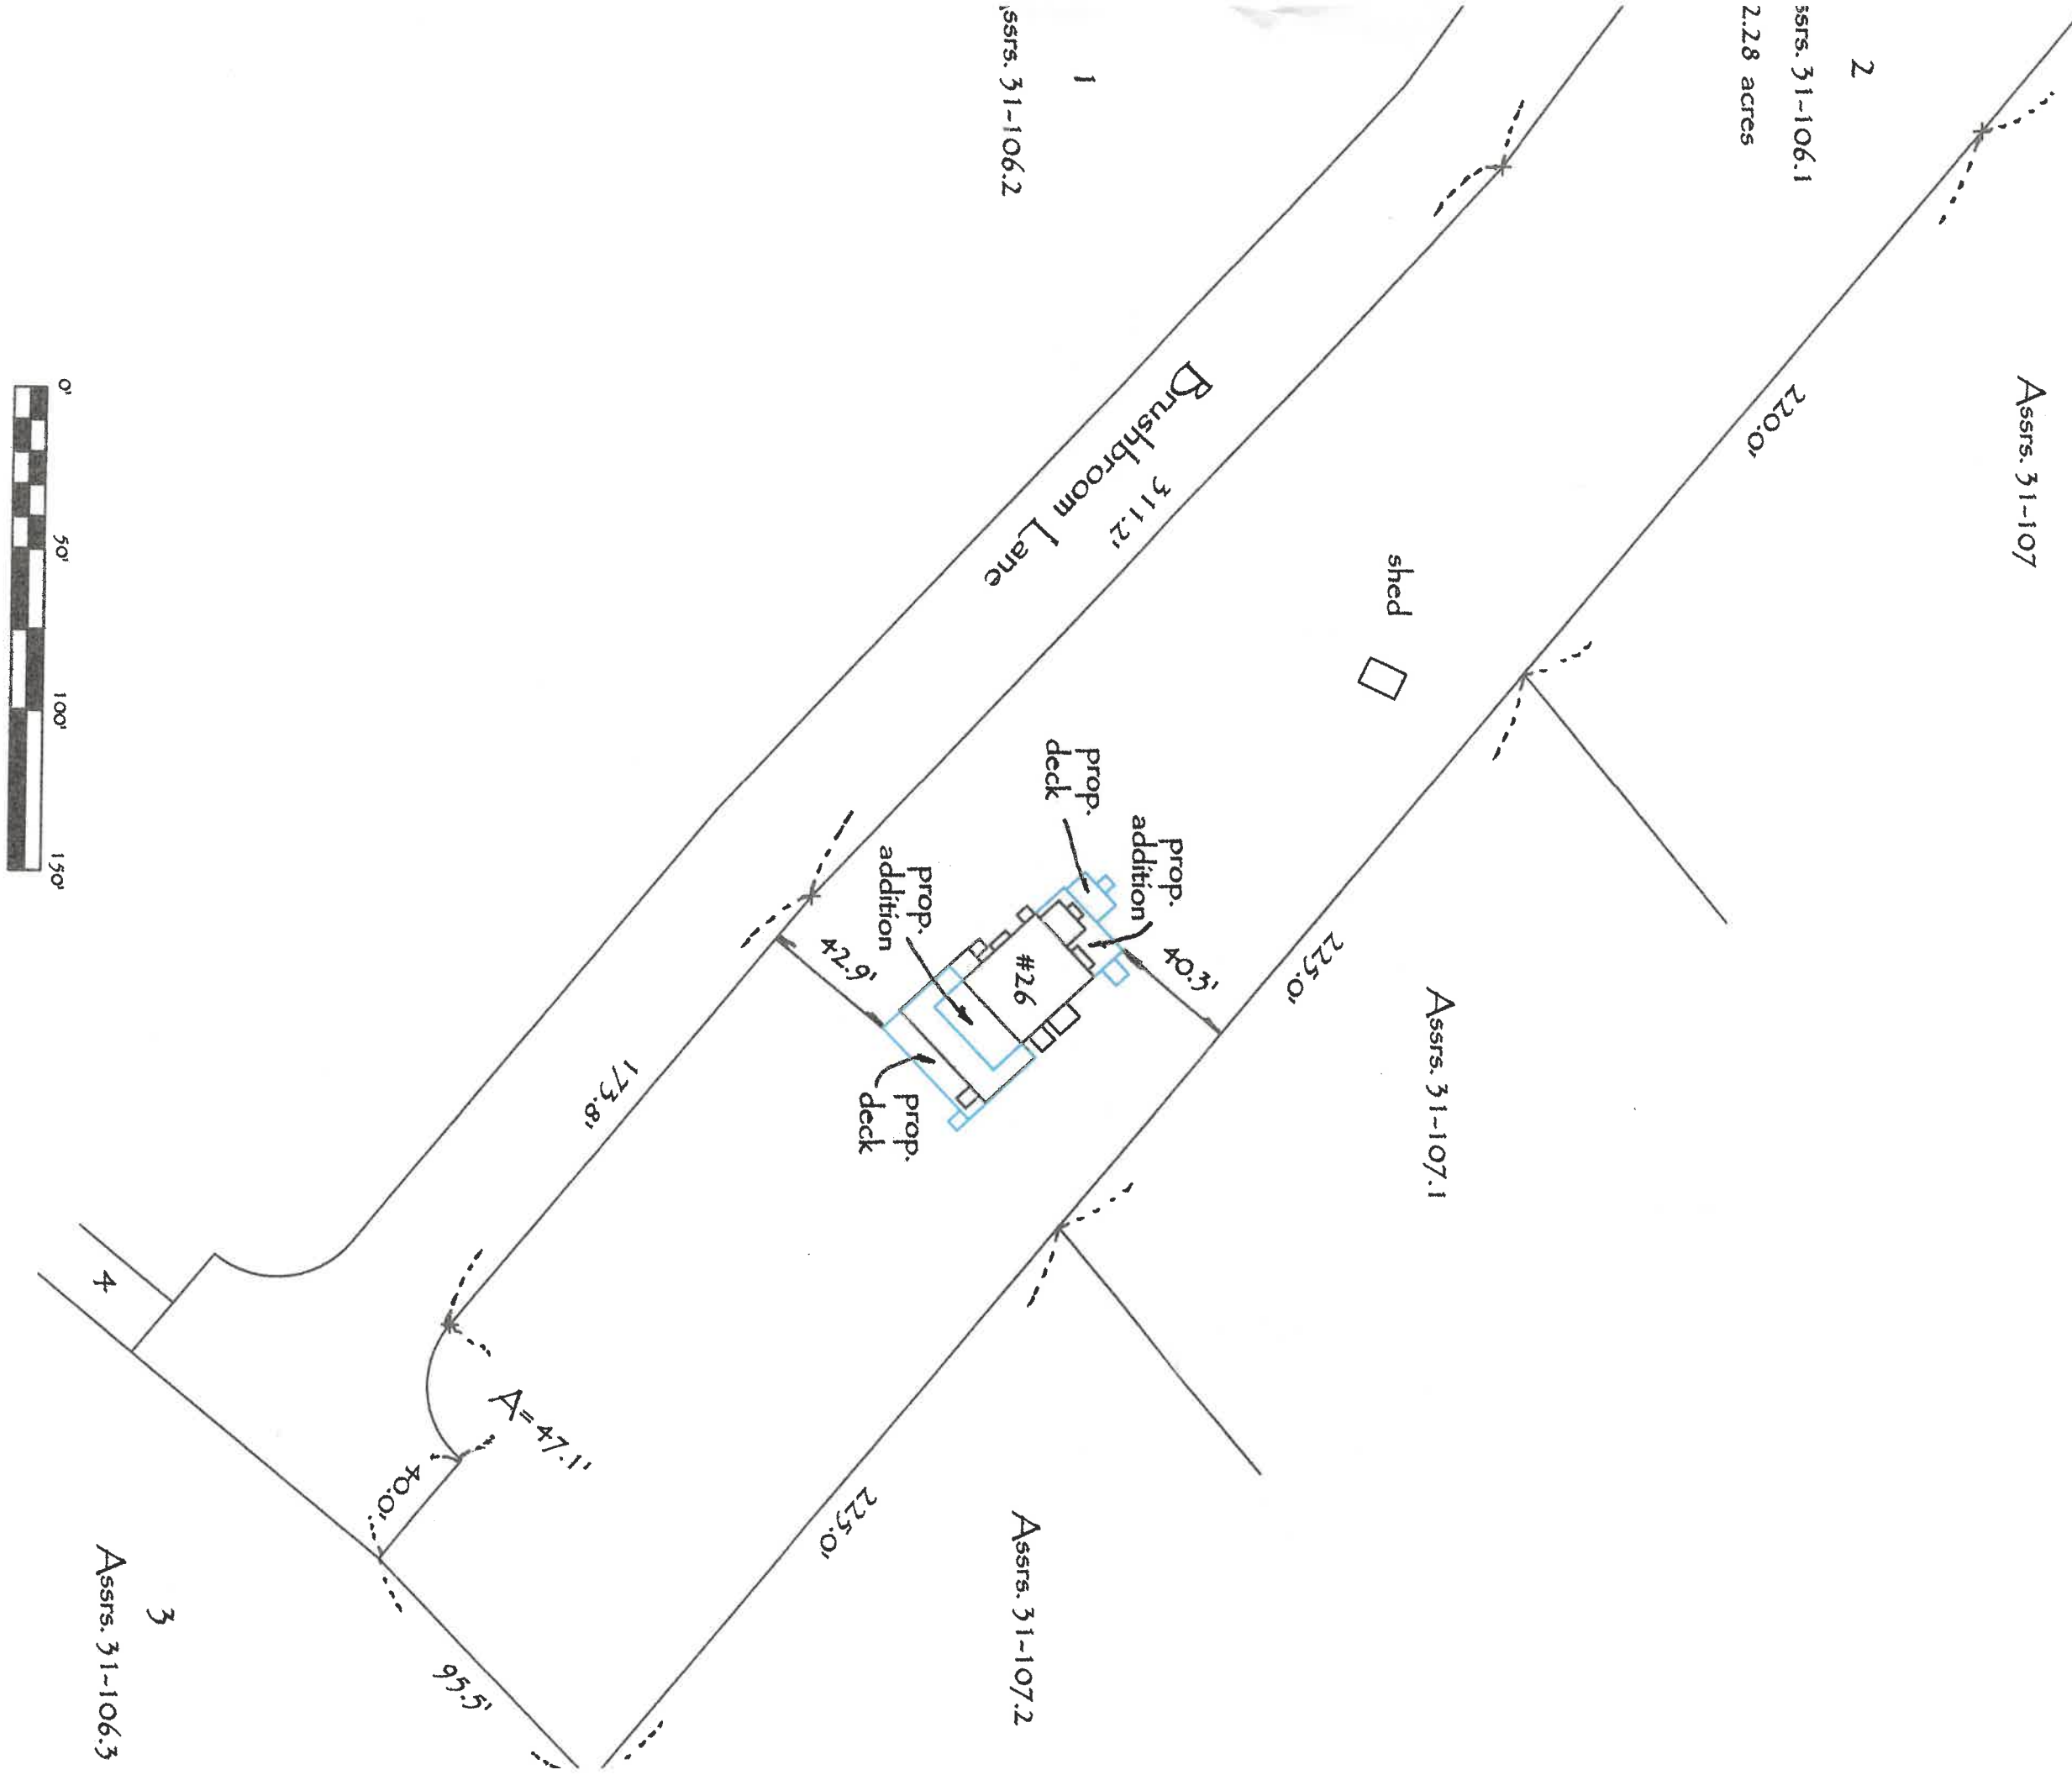 2
ssrs. 31-106.1
2.28 acres
1
ssrs. 31-106.2
Assrs. 31-107
220.0'
Brushbroom Lane
311.2'
shed
prop.
deck
prop.
addition
prop.
addition
#26
40.3'
42.9'
prop.
deck
225.0'
Assrs. 31-107.1
173.8'
A=47.1'
40.0'
225.0'
Assrs. 31-107.2
95.5'
4
3
Assrs. 31-106.3
0' 50' 100' 150'